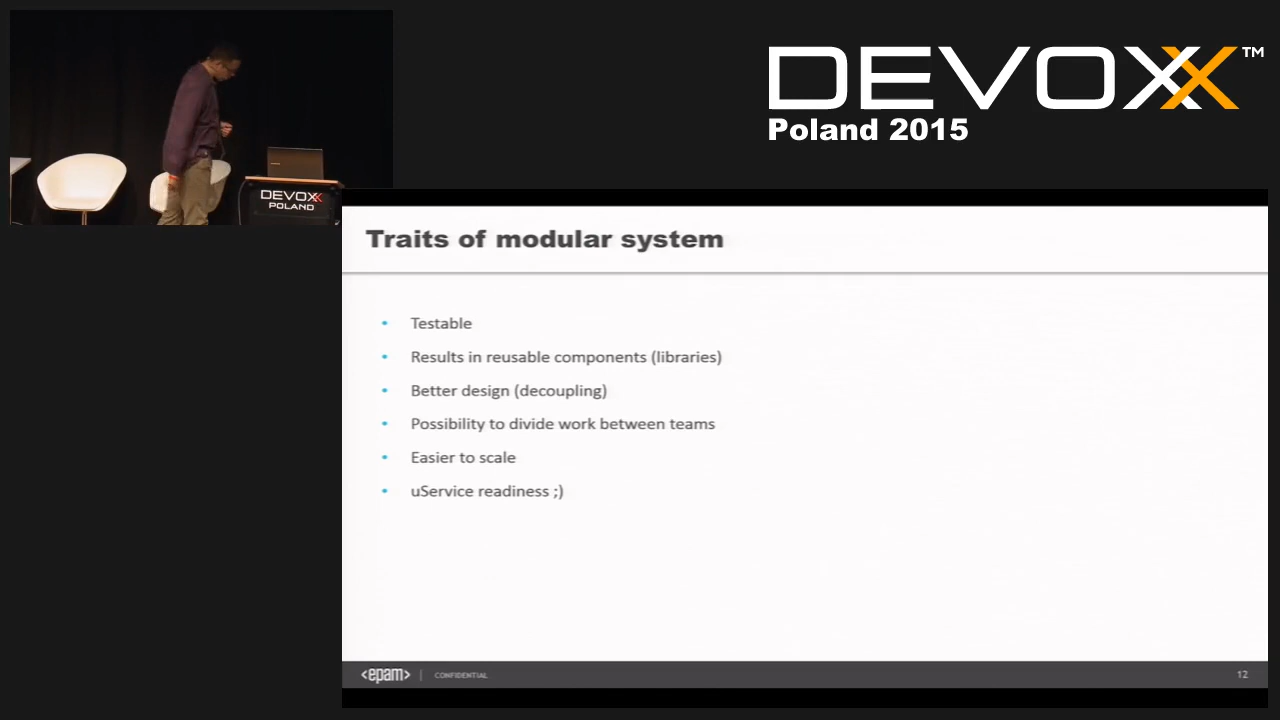 DEVOXX™
Poland 2015
DEVOXX
POLAND
Traits of modular system
• Testable
• Results in reusable components (libraries)
• Better design (decoupling)
• Possibility to divide work between teams
• Easier to scale
• uService readiness ;)
<epam> | CONFIDENTIAL
12